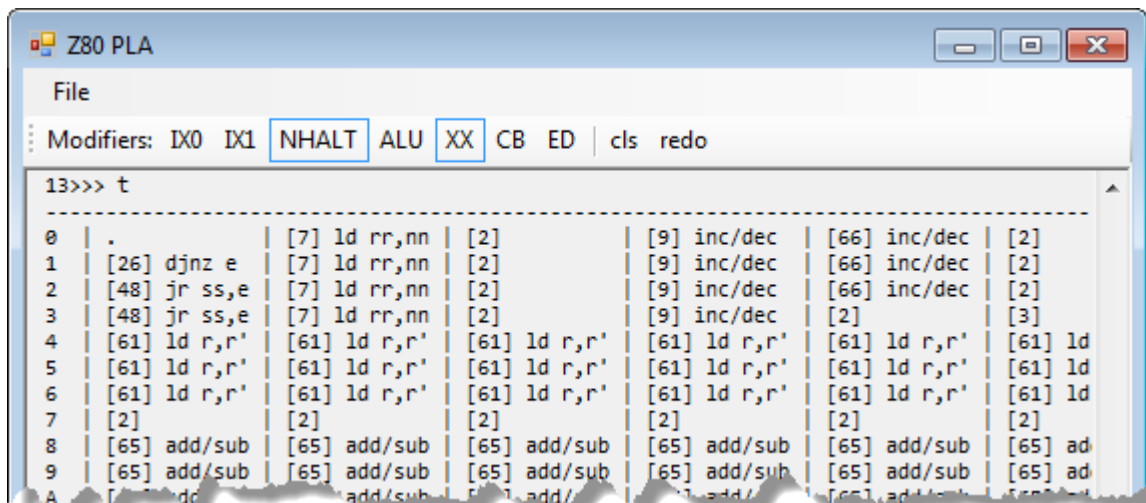 Z80 PLA
File
Modifiers: IX0 IX1 NHALT ALU XX CB ED | cls redo
13>>> t
----------------------------------------------------------------------------------------
0 | . | [7] ld rr,nn | [2] | [9] inc/dec | [66] inc/dec | [2]
1 | [26] djnz e | [7] ld rr,nn | [2] | [9] inc/dec | [66] inc/dec | [2]
2 | [48] jr ss,e | [7] ld rr,nn | [2] | [9] inc/dec | [66] inc/dec | [2]
3 | [48] jr ss,e | [7] ld rr,nn | [2] | [9] inc/dec | [2] | [3]
4 | [61] ld r,r' | [61] ld r,r' | [61] ld r,r' | [61] ld r,r' | [61] ld r,r' | [61] ld
5 | [61] ld r,r' | [61] ld r,r' | [61] ld r,r' | [61] ld r,r' | [61] ld r,r' | [61] ld
6 | [61] ld r,r' | [61] ld r,r' | [61] ld r,r' | [61] ld r,r' | [61] ld r,r' | [61] ld
7 | [2] | [2] | [2] | [2] | [2] | [2]
8 | [65] add/sub | [65] add/sub | [65] add/sub | [65] add/sub | [65] add/sub | [65] ad
9 | [65] add/sub | [65] add/sub | [65] add/sub | [65] add/sub | [65] add/sub | [65] ad
A